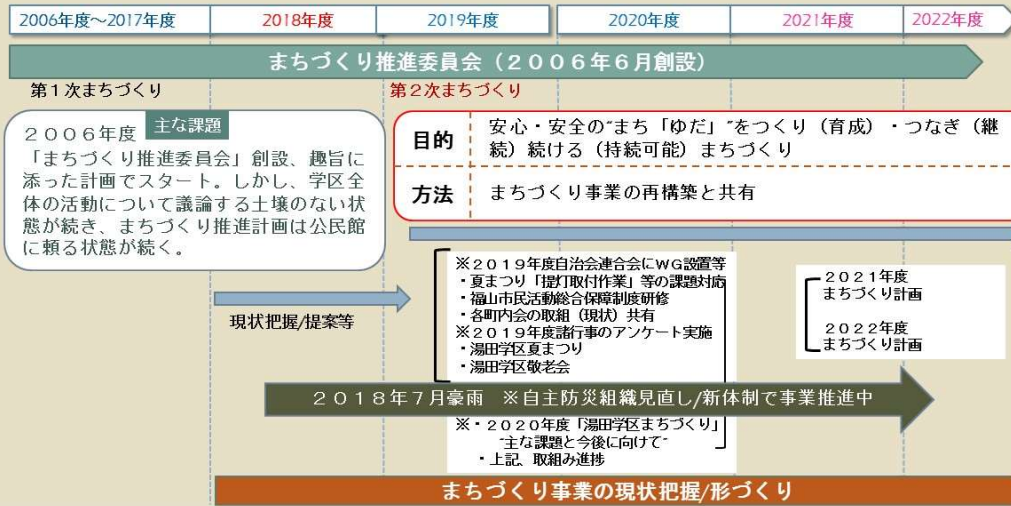 2006年度～2017年度
2018年度
2019年度
2020年度
2021年度
2022年度
まちづくり推進委員会（２００６年６月創設）
第１次まちづくり
第２次まちづくり
主な課題
２００６年度
「まちづくり推進委員会」創設、趣旨に
添った計画でスタート。しかし、学区全
体の活動について議論する土壌のない状
態が続き、まちづくり推進計画は公民館
に頼る状態が続く。
目的
安心・安全の“まち「ゆだ」”をつくり（育成）・つなぎ（継
続）続ける（持続可能）まちづくり
方法
まちづくり事業の再構築と共有
現状把握/提案等
※２０１９年度自治会連合会にWG設置等
・夏まつり「提灯取付作業」等の課題対応
・福山市民活動総合保障制度研修
・各町内会の取組（現状）共有
※２０１９年度諸行事のアンケート実施
・湯田学区夏まつり
・湯田学区敬老会
２０２１年度
まちづくり計画
２０２２年度
まちづくり計画
２０１８年７月豪雨　※自主防災組織見直し/新体制で事業推進中
※・２０２０年度「湯田学区まちづくり」
“主な課題と今後に向けて”
・上記、取組み進捗
まちづくり事業の現状把握/形づくり